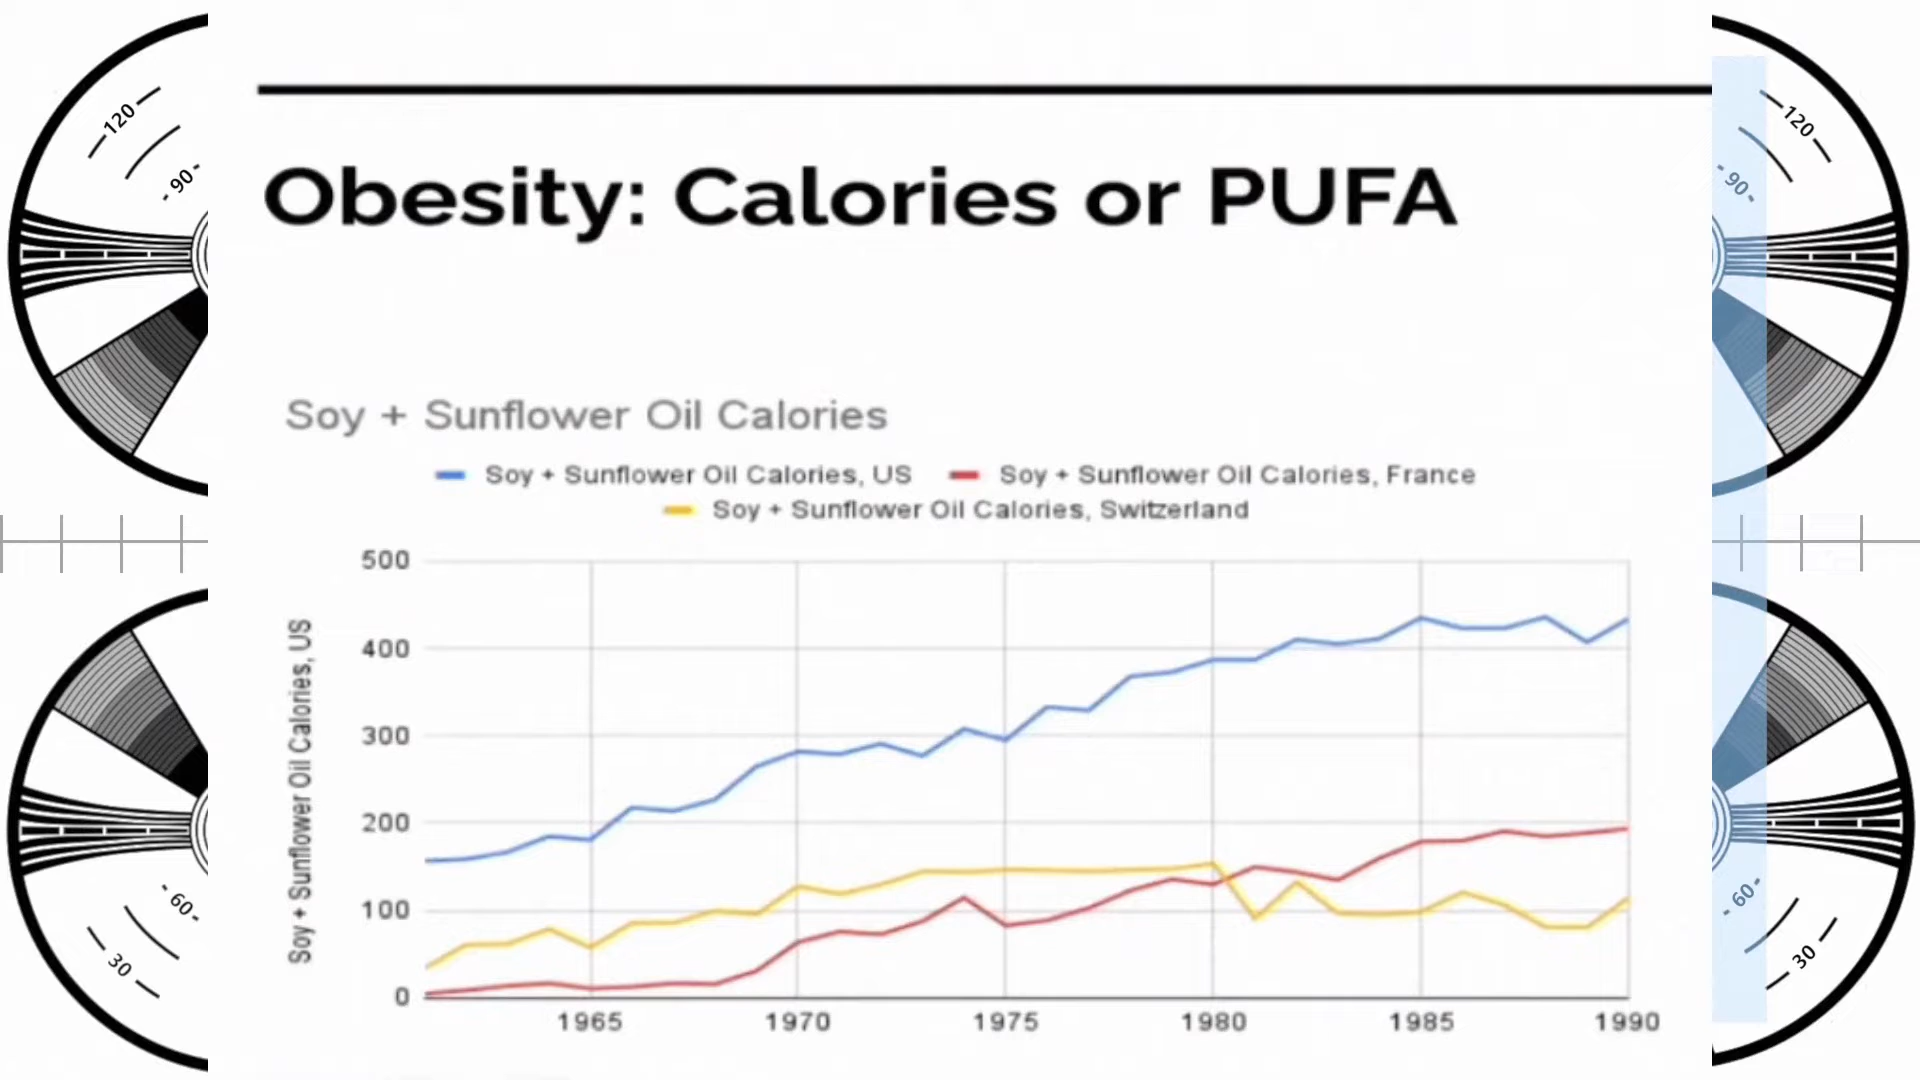 Obesity: Calories or PUFA
Soy + Sunflower Oil Calories
Soy + Sunflower Oil Calories, US
Soy + Sunflower Oil Calories, France
Soy + Sunflower Oil Calories, Switzerland
Soy + Sunflower Oil Calories, US
500
400
300
200
100
0
1965
1970
1975
1980
1985
1990
120
- 90 -
120
- 90 -
- 60 -
30
- 60 -
30